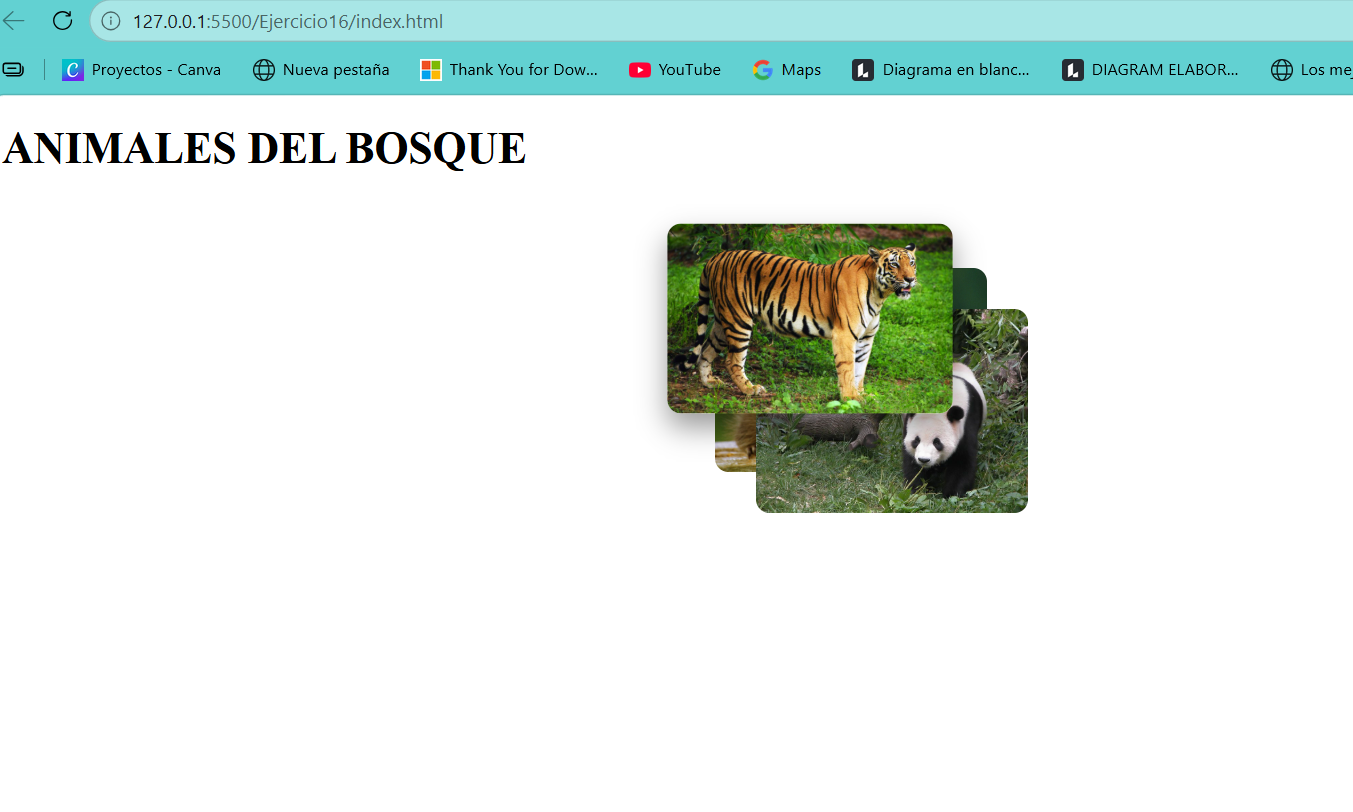 127.0.0.1:5500/Ejercicio16/index.html
Proyectos - Canva Nueva pestaña Thank You for Dow... YouTube Maps Diagrama en blanc... DIAGRAM ELABOR... Los me
ANIMALES DEL BOSQUE